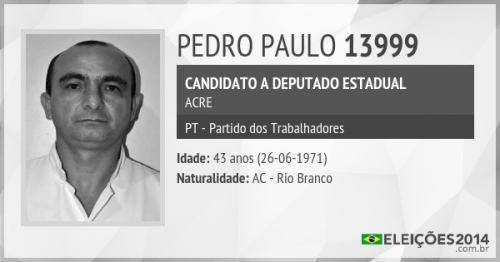 PEDRO PAULO 13999
CANDIDATO A DEPUTADO ESTADUAL
ACRE
PT - Partido dos Trabalhadores
Idade: 43 anos (26-06-1971)
Naturalidade: AC - Rio Branco
ELEIÇÕES2014
.com.br